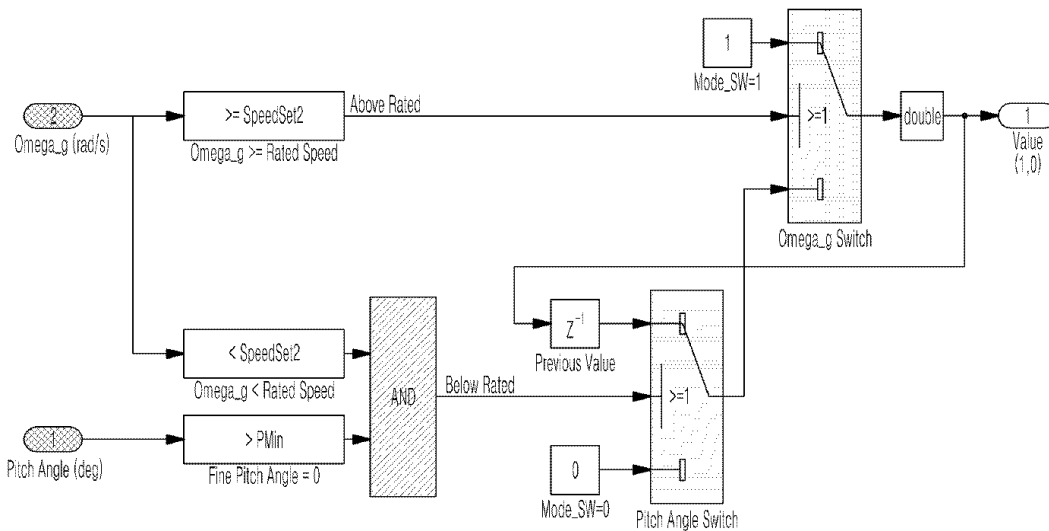 1
Mode_SW=1
2
Omega_g (rad/s)
>= SpeedSet2
Omega_g >= Rated Speed
Above Rated
>=1
Omega_g Switch
double
1
Value
(1,0)
< SpeedSet2
Omega_g < Rated Speed
AND
Below Rated
Z⁻¹
Previous Value
>=1
1
Pitch Angle (deg)
> PMin
Fine Pitch Angle = 0
0
Mode_SW=0
Pitch Angle Switch